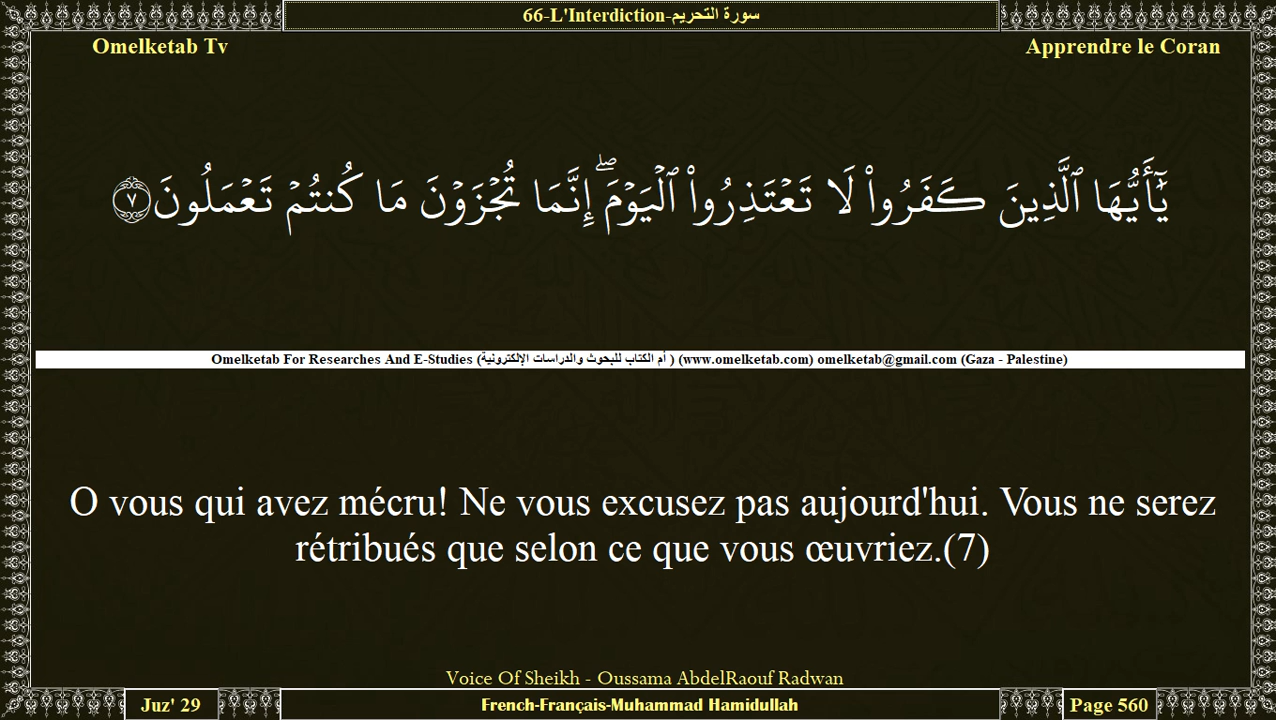 66-L'Interdiction-سورة التحريم
Omelketab Tv
Apprendre le Coran
يَٰٓأَيُّهَا ٱلَّذِينَ كَفَرُوا۟ لَا تَعْتَذِرُوا۟ ٱلْيَوْمَ ۖ إِنَّمَا تُجْزَوْنَ مَا كُنتُمْ تَعْمَلُونَ ٧
Omelketab For Researches And E-Studies (أم الكتاب للبحوث والدراسات الإلكترونية ) (www.omelketab.com) omelketab@gmail.com (Gaza - Palestine)
O vous qui avez mécru! Ne vous excusez pas aujourd'hui. Vous ne serez
rétribués que selon ce que vous œuvriez.(7)
Voice Of Sheikh - Oussama AbdelRaouf Radwan
Juz' 29
French-Français-Muhammad Hamidullah
Page 560